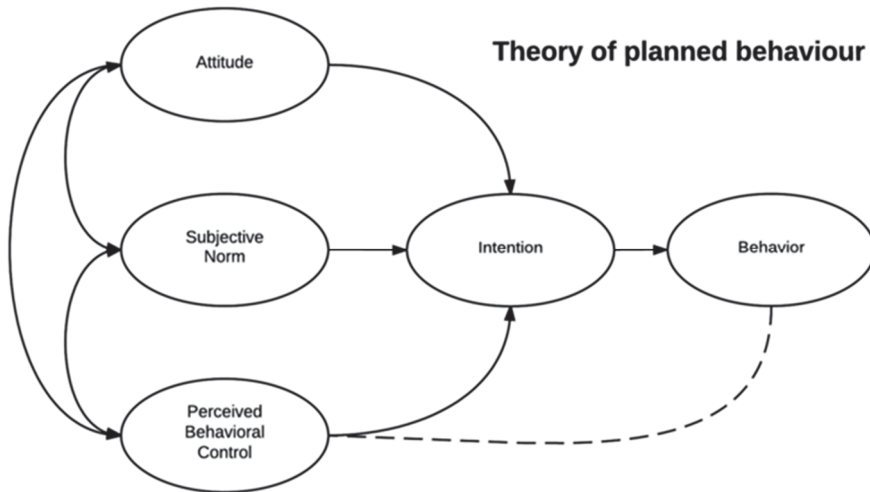 Attitude
Theory of planned behaviour
Subjective
Norm
Intention
Behavior
Perceived
Behavioral
Control